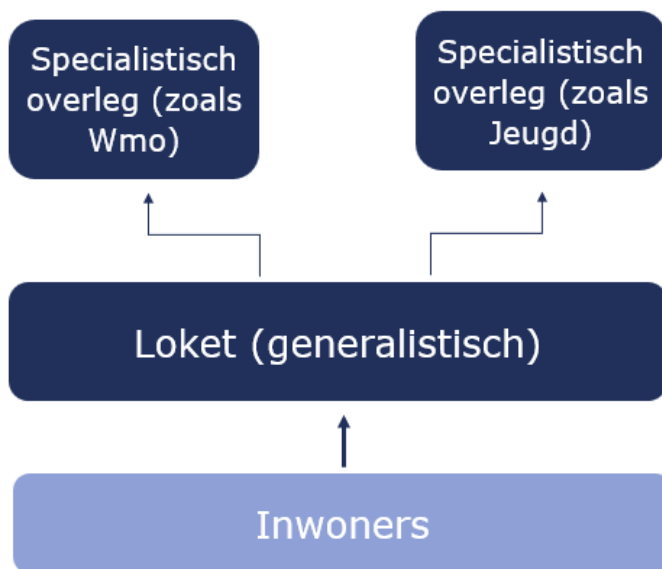 Specialistisch
overleg (zoals
Wmo)
Specialistisch
overleg (zoals
Jeugd)
Loket (generalistisch)
Inwoners